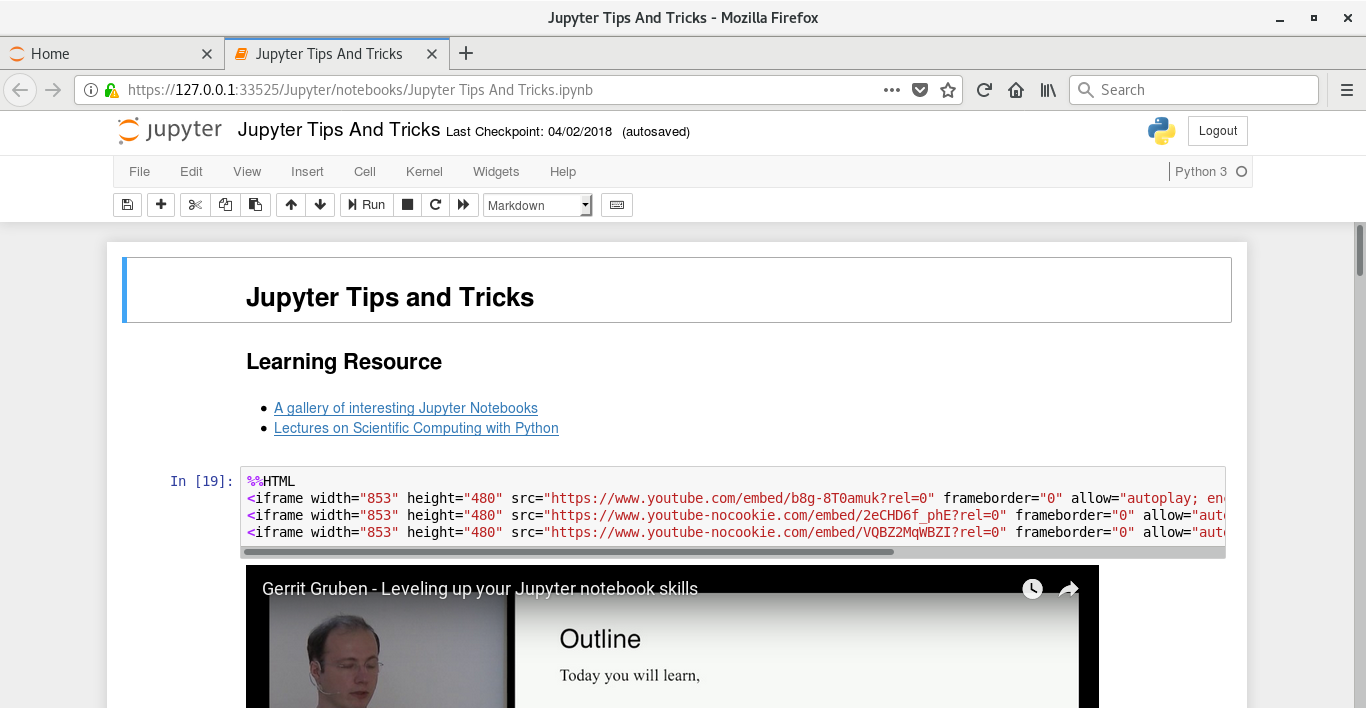 Jupyter Tips And Tricks - Mozilla Firefox
Home
Jupyter Tips And Tricks
https://127.0.0.1:33525/Jupyter/notebooks/Jupyter Tips And Tricks.ipynb
Search
jupyter Jupyter Tips And Tricks Last Checkpoint: 04/02/2018 (autosaved)
Logout
File Edit View Insert Cell Kernel Widgets Help
Python 3
Run
Markdown
Jupyter Tips and Tricks
Learning Resource
A gallery of interesting Jupyter Notebooks
Lectures on Scientific Computing with Python
In [19]: %%HTML
<iframe width="853" height="480" src="https://www.youtube.com/embed/b8g-8T0amuk?rel=0" frameborder="0" allow="autoplay; en
<iframe width="853" height="480" src="https://www.youtube-nocookie.com/embed/2eCHD6f_phE?rel=0" frameborder="0" allow="aut
<iframe width="853" height="480" src="https://www.youtube-nocookie.com/embed/VQBZ2MqWBZI?rel=0" frameborder="0" allow="aut
Gerrit Gruben - Leveling up your Jupyter notebook skills
Outline
Today you will learn,